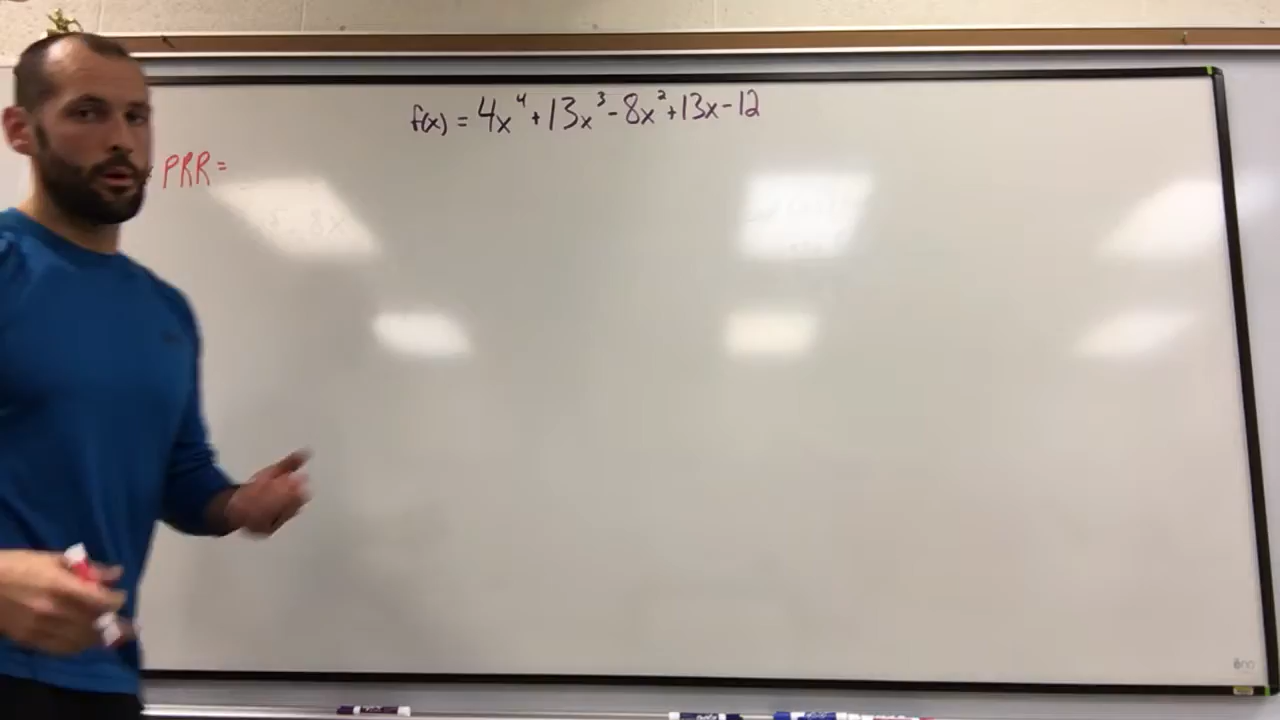 f(x) = 4x⁴ + 13x³ - 8x² + 13x - 12
* PRR =